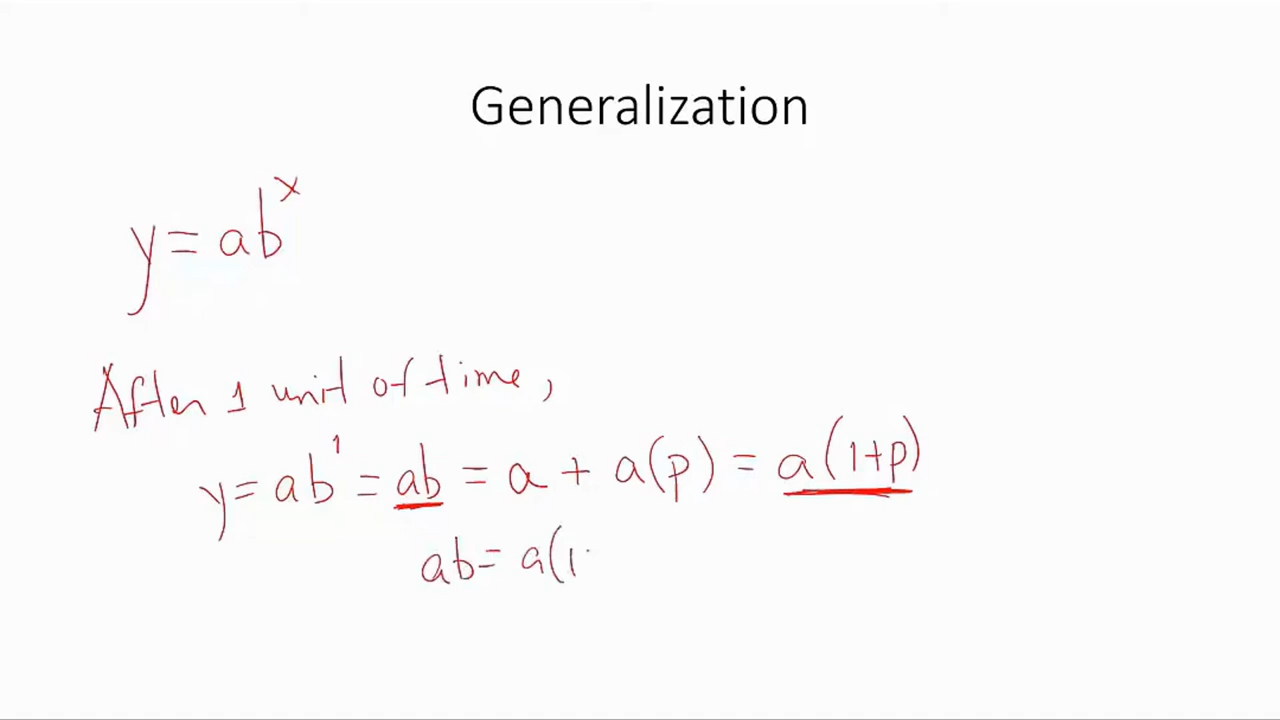 Generalization
y = ab^x
After 1 unit of time,
y = ab^1 = ab = a + a(p) = a(1+p)
ab = a(1